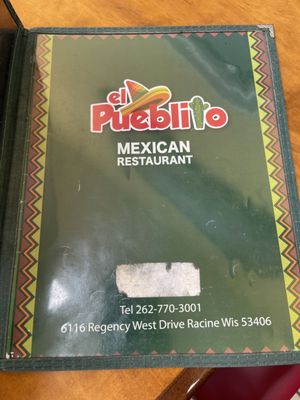 el
Pueblito
MEXICAN
RESTAURANT
Tel 262-770-3001
6116 Regency West Drive Racine Wis 53406